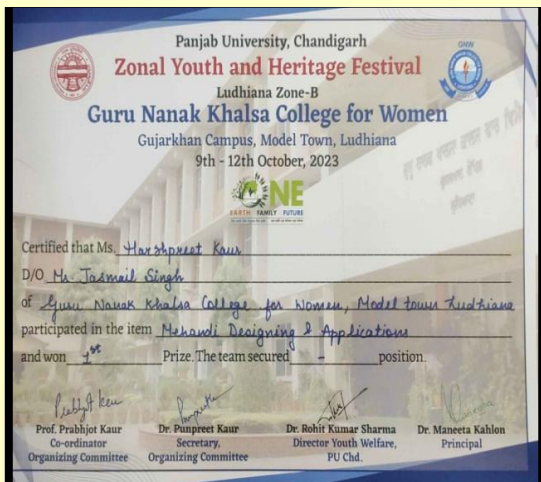 Panjab University, Chandigarh
Zonal Youth and Heritage Festival
Ludhiana Zone-B
Guru Nanak Khalsa College for Women
Gujarkhan Campus, Model Town, Ludhiana
9th - 12th October, 2023
ONE
EARTH FAMILY FUTURE
Certified that Ms. Harshpreet Kaur
D/O Mr. Jasmail Singh
of Guru Nanak Khalsa College for Women, Model town Ludhiana
participated in the item Mehandi Designing & Applications
and won 1st Prize. The team secured - position.
Prof. Prabhjot Kaur Dr. Punpreet Kaur Dr. Rohit Kumar Sharma Dr. Maneeta Kahlon
Co-ordinator Secretary, Director Youth Welfare, Principal
Organizing Committee Organizing Committee PU Chd.